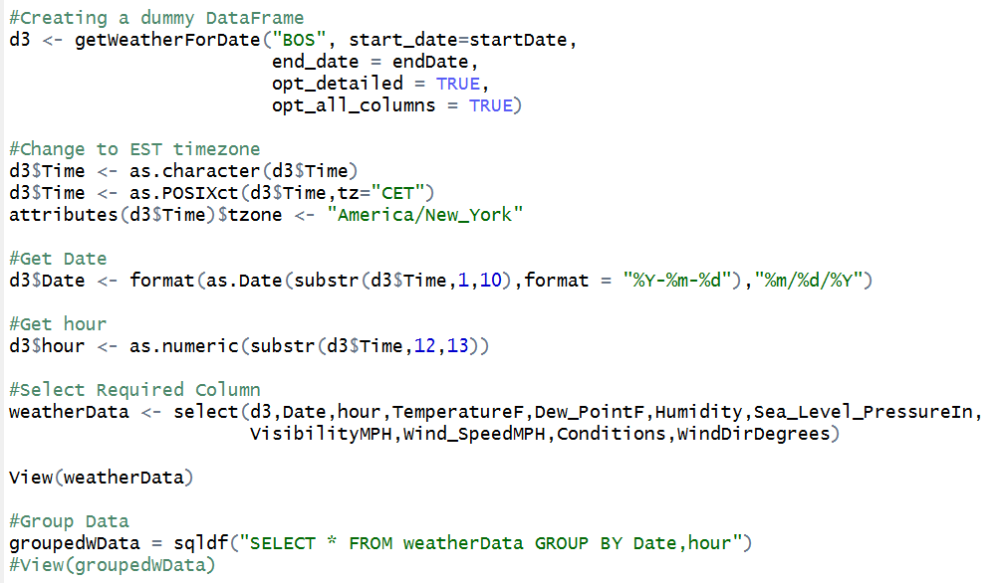 #Creating a dummy DataFrame
d3 <- getWeatherForDate("BOS", start_date=startDate,
end_date = endDate,
opt_detailed = TRUE,
opt_all_columns = TRUE)
#Change to EST timezone
d3$Time <- as.character(d3$Time)
d3$Time <- as.POSIXct(d3$Time,tz="CET")
attributes(d3$Time)$tzone <- "America/New_York"
#Get Date
d3$Date <- format(as.Date(substr(d3$Time,1,10),format = "%Y-%m-%d"),"%m/%d/%Y")
#Get hour
d3$hour <- as.numeric(substr(d3$Time,12,13))
#Select Required Column
weatherData <- select(d3,Date,hour,TemperatureF,Dew_PointF,Humidity,Sea_Level_PressureIn,
VisibilityMPH,Wind_SpeedMPH,Conditions,WindDirDegrees)
View(weatherData)
#Group Data
groupedWData = sqldf("SELECT * FROM weatherData GROUP BY Date,hour")
#View(groupedWData)